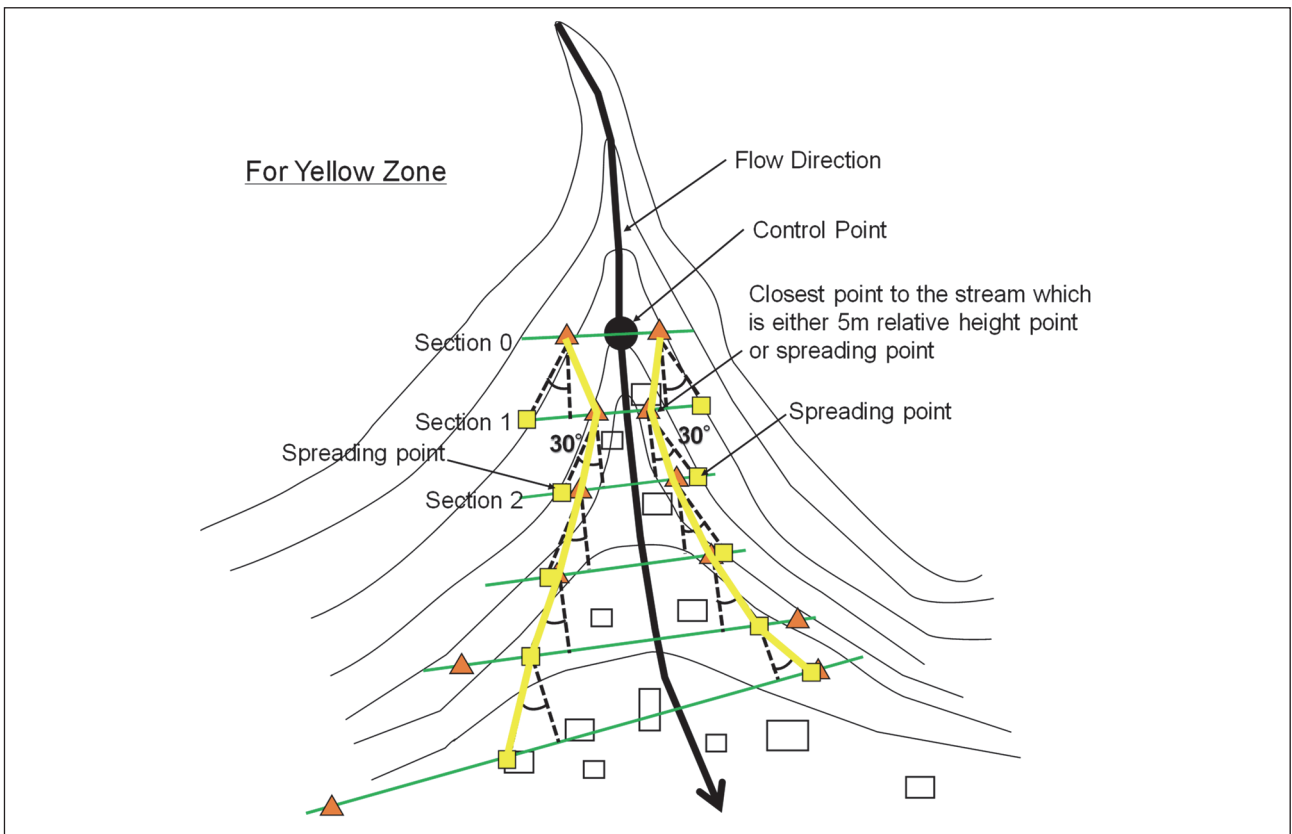 For Yellow Zone
Flow Direction
Control Point
Closest point to the stream which
is either 5m relative height point
or spreading point
Section 0
Section 1
Spreading point
30°
30°
Spreading point
Section 2